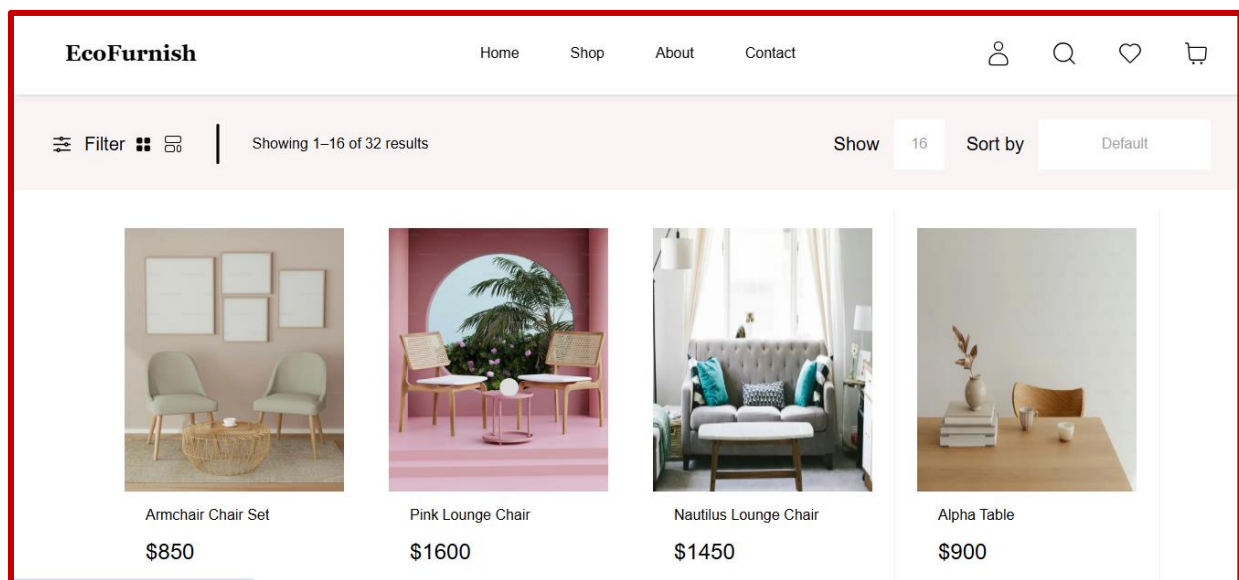 EcoFurnish Home Shop About Contact
Filter Showing 1–16 of 32 results Show 16 Sort by Default
Armchair Chair Set Pink Lounge Chair Nautilus Lounge Chair Alpha Table
$850 $1600 $1450 $900